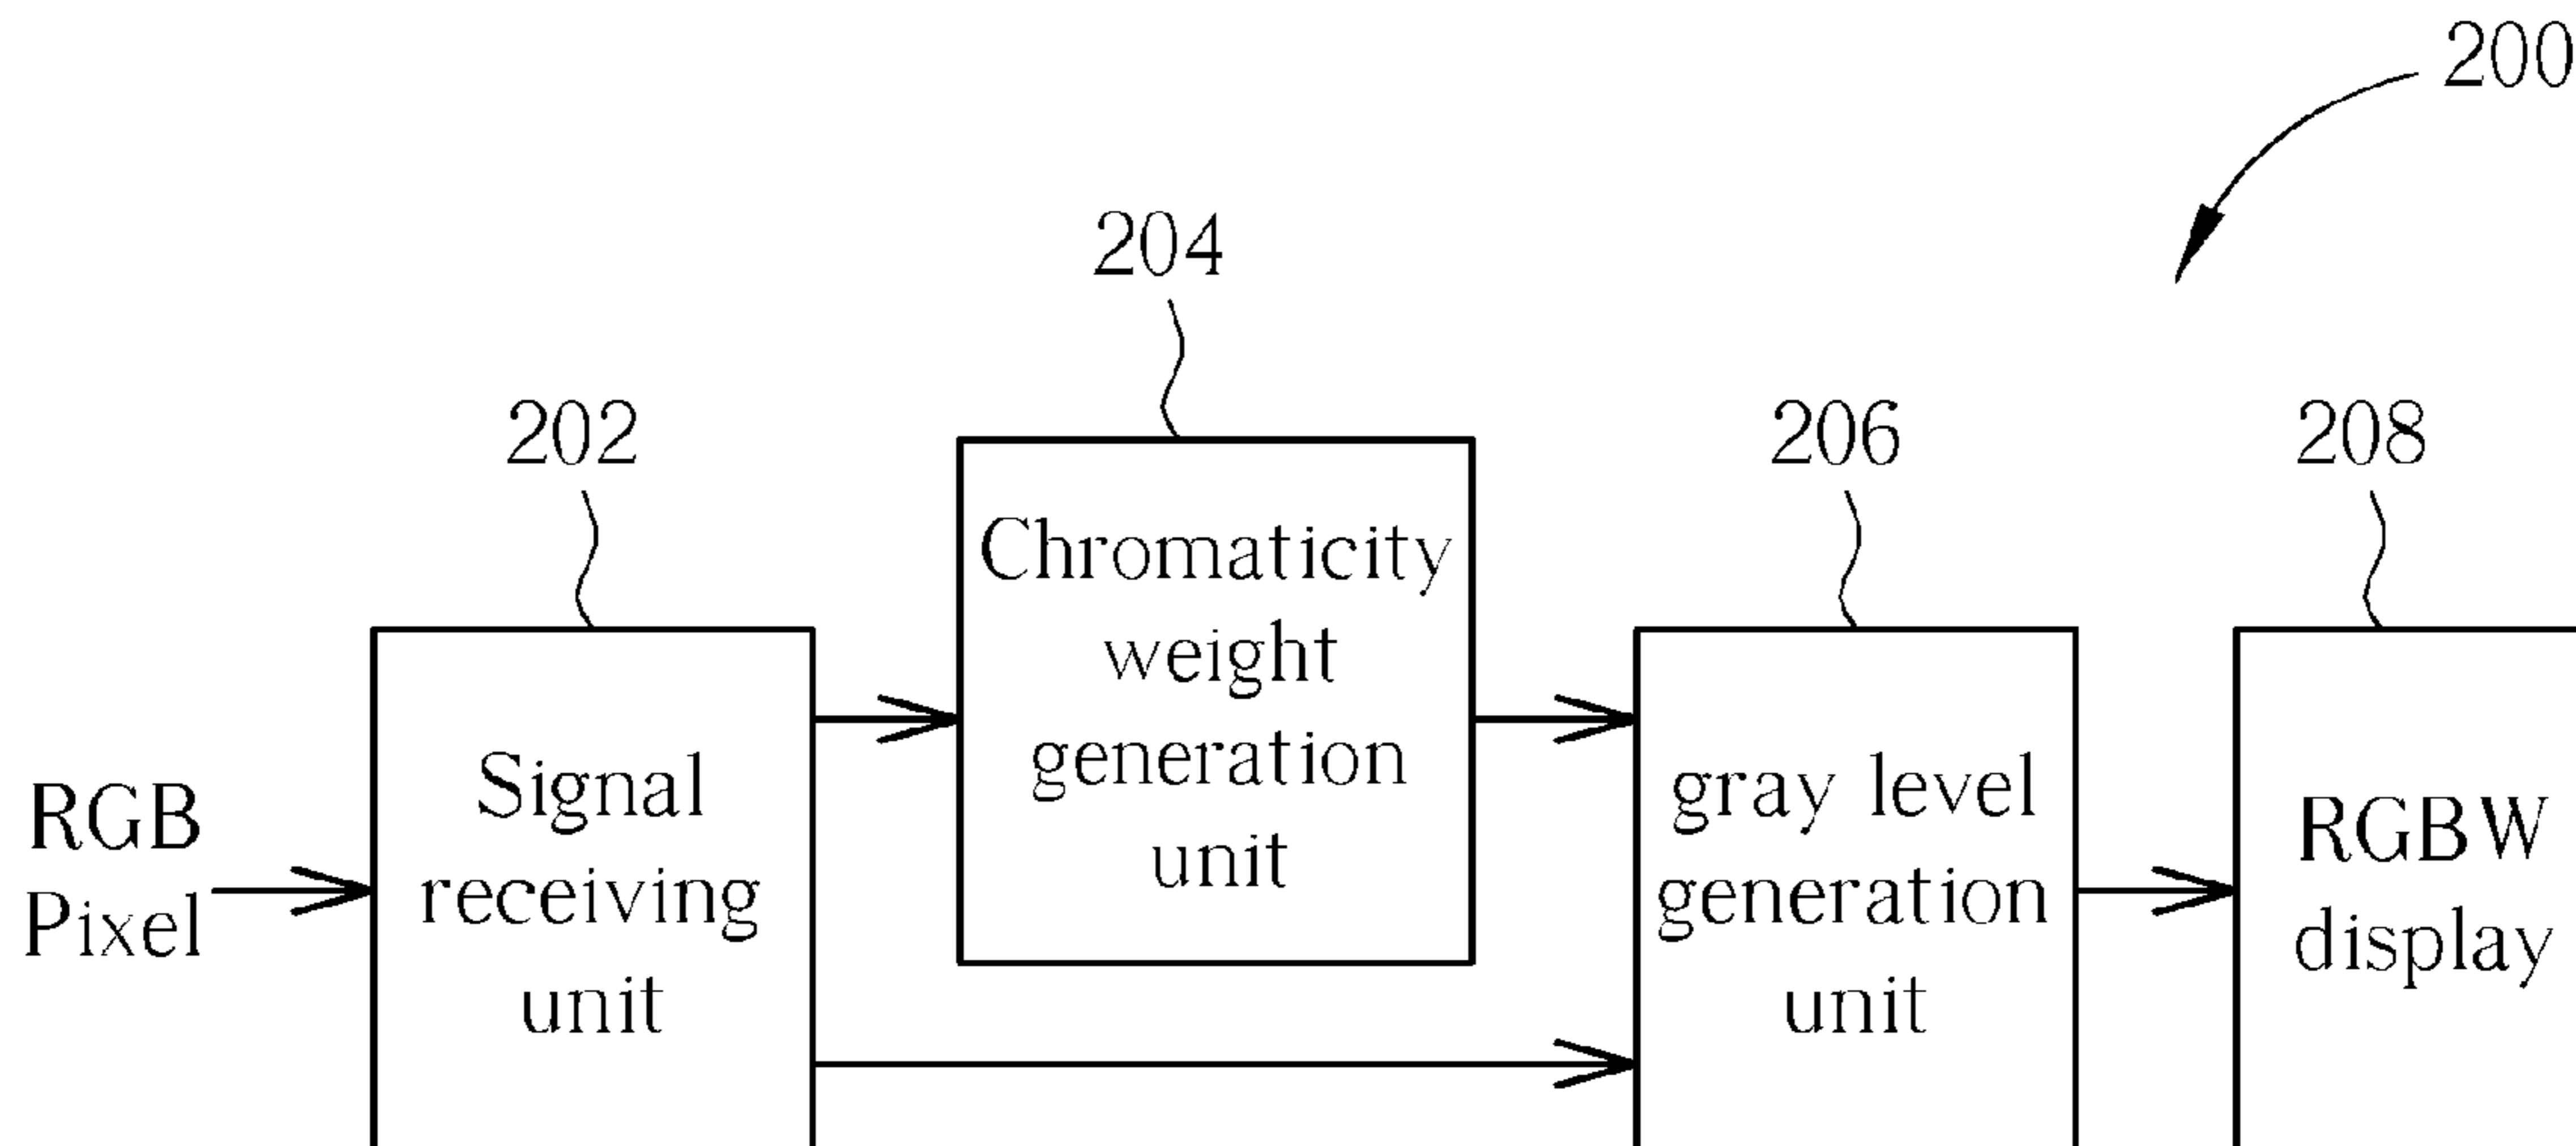 200
204
202
206
208
Chromaticity
weight
generation
unit
RGB
Pixel
Signal
receiving
unit
gray level
generation
unit
RGBW
display